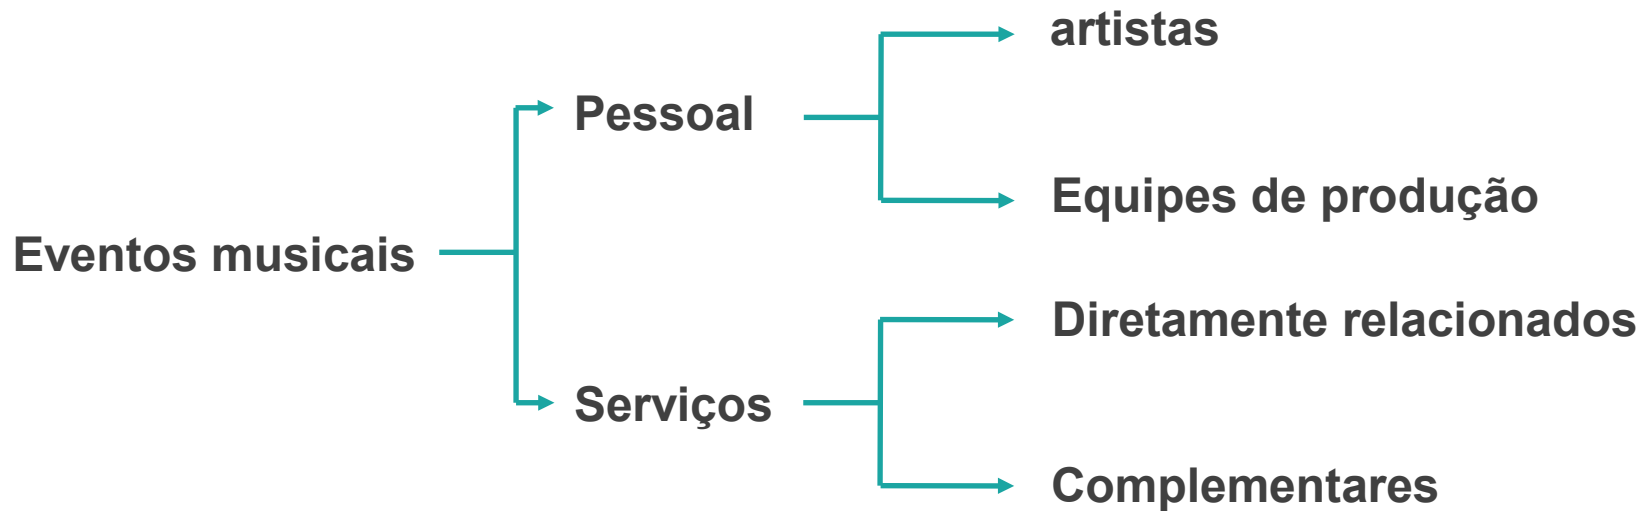 artistas
Pessoal
Equipes de produção
Eventos musicais
Diretamente relacionados
Serviços
Complementares